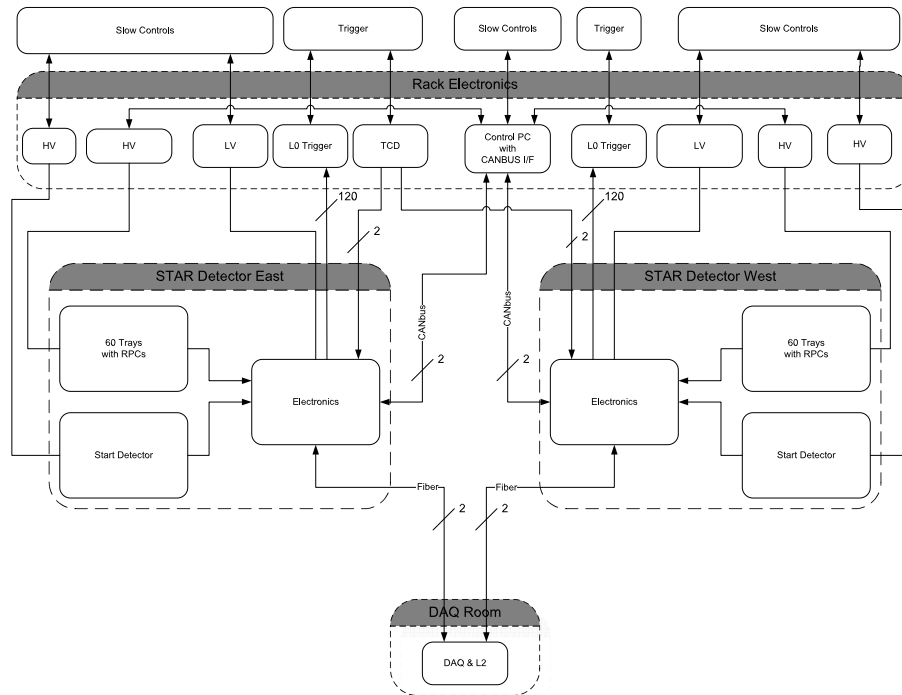 Slow Controls
Trigger
Slow Controls
Trigger
Slow Controls
Rack Electronics
HV
HV
LV
L0 Trigger
TCD
Control PC
with
CANBUS I/F
L0 Trigger
LV
HV
HV
120
120
2
2
STAR Detector East
STAR Detector West
60 Trays
with RPCs
CANbus
CANbus
60 Trays
with RPCs
2
2
Electronics
Electronics
Start Detector
Start Detector
Fiber
Fiber
2
2
DAQ Room
DAQ & L2